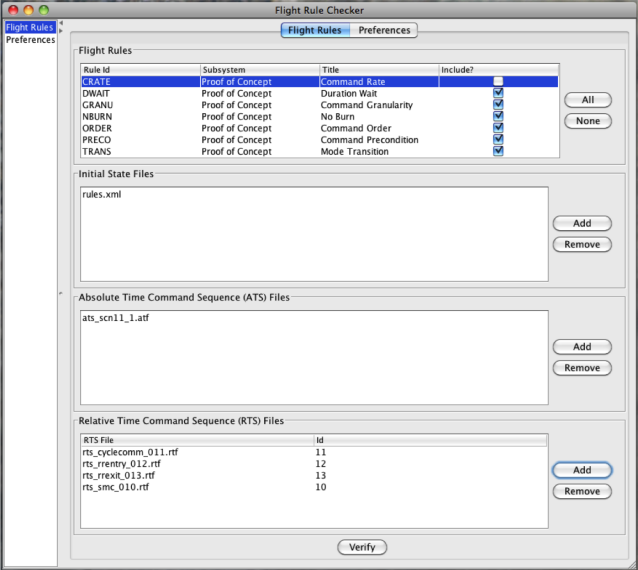 Flight Rule Checker
Flight Rules
Preferences
Flight Rules Preferences
Flight Rules
Rule Id Subsystem Title Include?
CRATE Proof of Concept Command Rate
DWAIT Proof of Concept Duration Wait
GRANU Proof of Concept Command Granularity
NBURN Proof of Concept No Burn
ORDER Proof of Concept Command Order
PRECO Proof of Concept Command Precondition
TRANS Proof of Concept Mode Transition
All
None
Initial State Files
rules.xml
Add
Remove
Absolute Time Command Sequence (ATS) Files
ats_scn11_1.atf
Add
Remove
Relative Time Command Sequence (RTS) Files
RTS File Id
rts_cyclecomm_011.rtf 11
rts_rrentry_012.rtf 12
rts_rrexit_013.rtf 13
rts_smc_010.rtf 10
Add
Remove
Verify